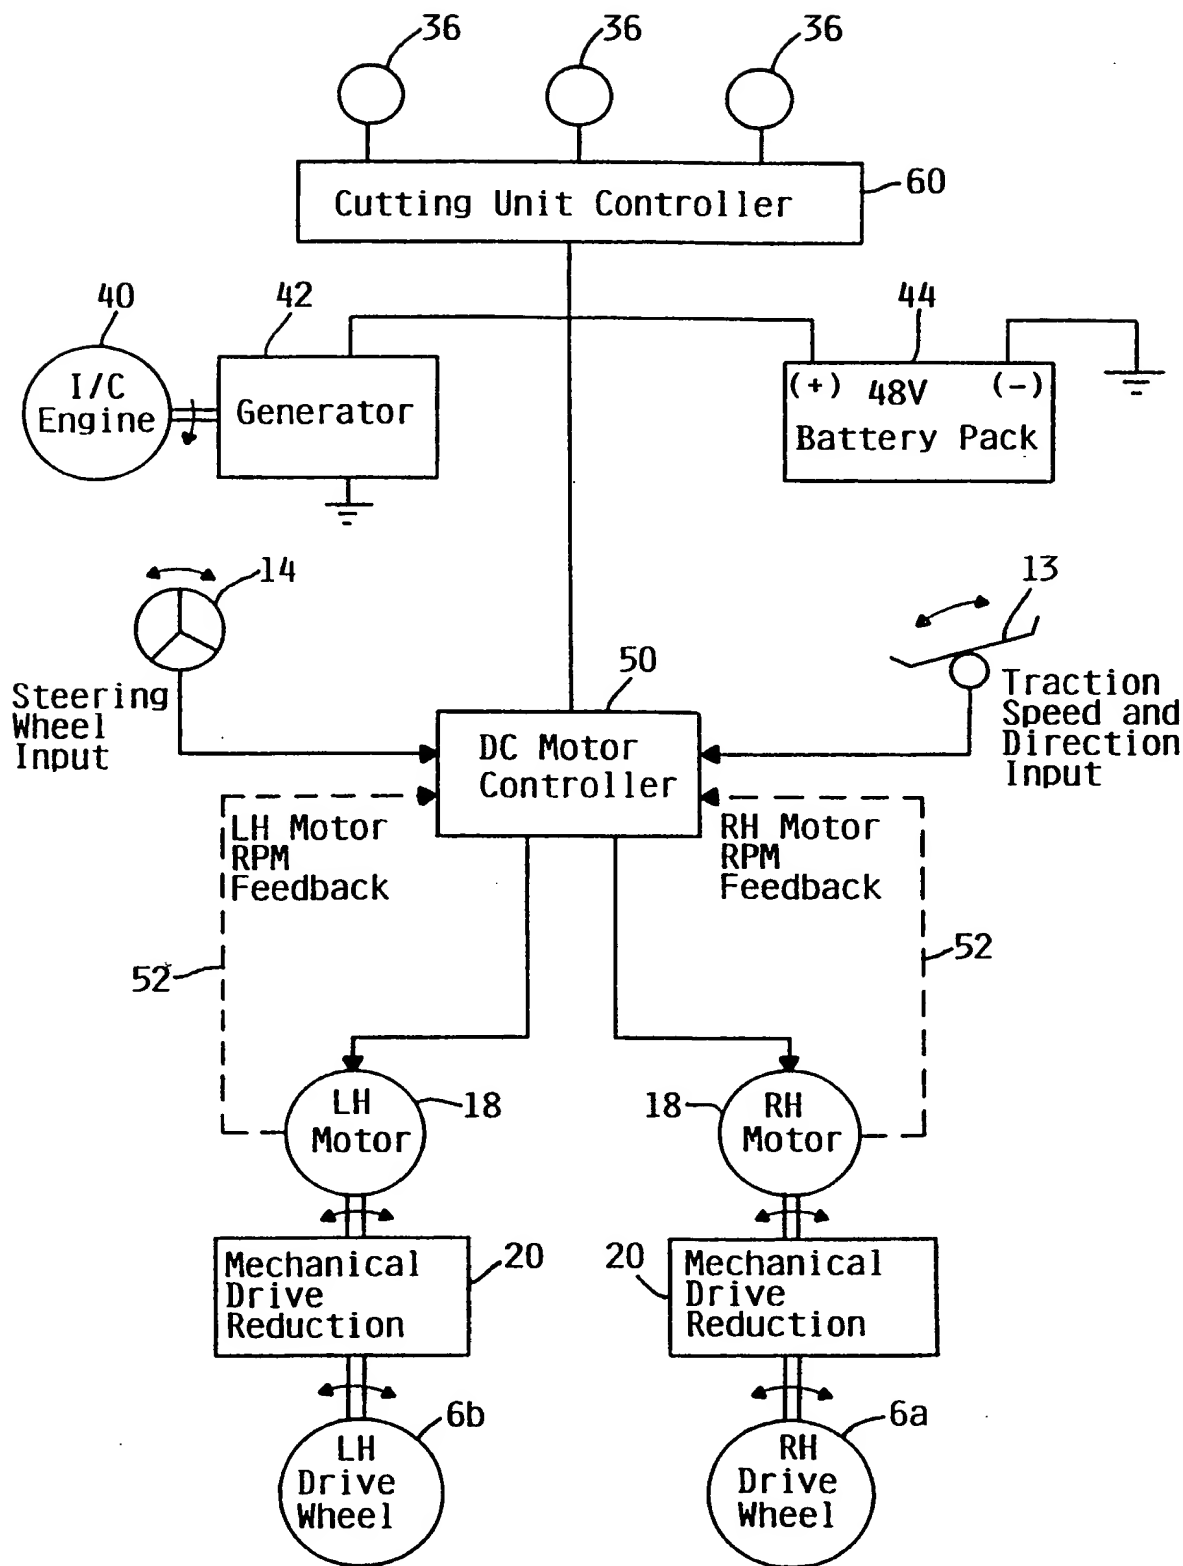 36
36
36
Cutting Unit Controller
60
40
42
44
I/C
Engine
Generator
(+) 48V (-)
Battery Pack
14
13
Steering
Wheel
Input
50
DC Motor
Controller
Traction
Speed and
Direction
Input
LH Motor
RPM
Feedback
RH Motor
RPM
Feedback
52
52
LH
Motor
18
18
RH
Motor
Mechanical
Drive
Reduction
20
20
Mechanical
Drive
Reduction
6b
6a
LH
Drive
Wheel
RH
Drive
Wheel